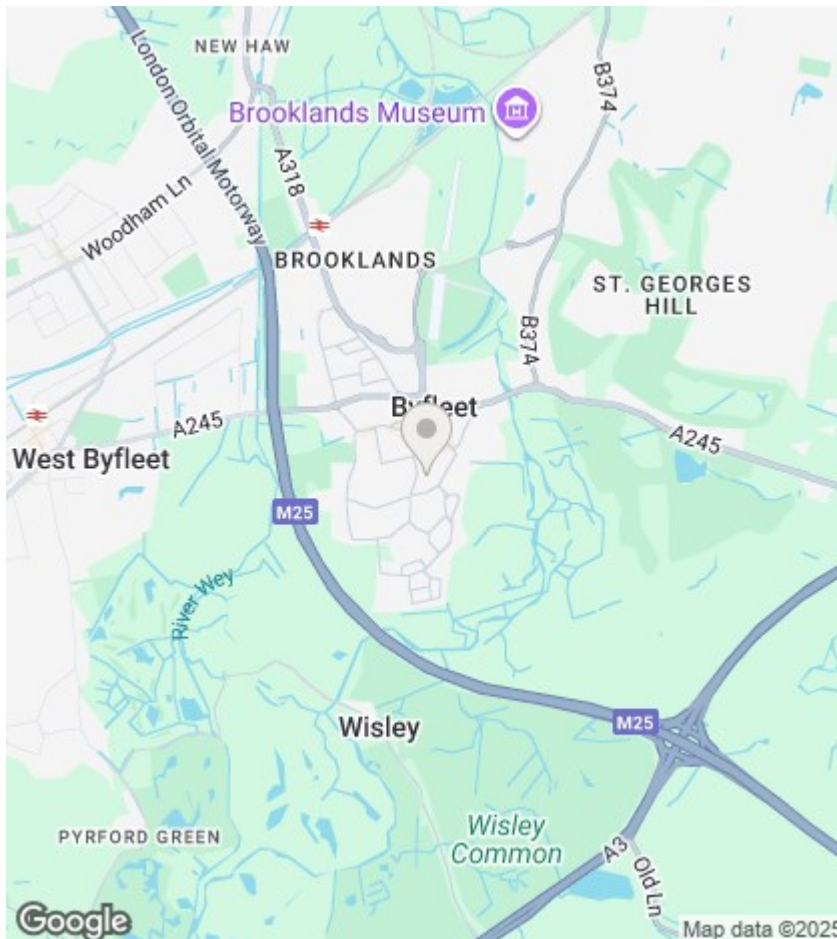 NEW HAW
London Orbital Motorway
B374
Brooklands Museum
A318
Woodham Ln
BROOKLANDS
ST. GEORGES
HILL
B374
Byfleet
A245
A245
West Byfleet
M25
River Wey
Wisley
M25
PYRFORD GREEN
Wisley
Common
A3
Old Ln
Google
Map data ©2025